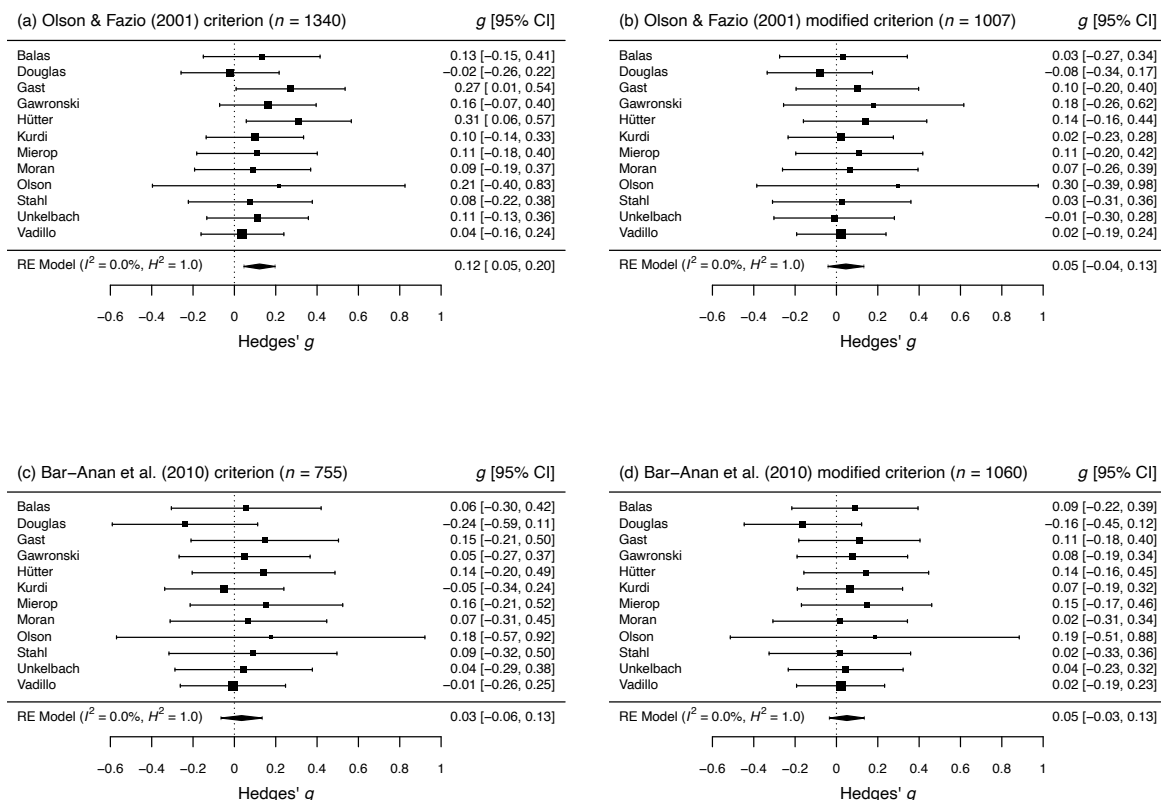 (a) Olson & Fazio (2001) criterion (n = 1340) g [95% CI]
Balas 0.13 [−0.15, 0.41]
Douglas −0.02 [−0.26, 0.22]
Gast 0.27 [ 0.01, 0.54]
Gawronski 0.16 [−0.07, 0.40]
Hütter 0.31 [ 0.06, 0.57]
Kurdi 0.10 [−0.14, 0.33]
Mierop 0.11 [−0.18, 0.40]
Moran 0.09 [−0.19, 0.37]
Olson 0.21 [−0.40, 0.83]
Stahl 0.08 [−0.22, 0.38]
Unkelbach 0.11 [−0.13, 0.36]
Vadillo 0.04 [−0.16, 0.24]
RE Model (I² = 0.0%, H² = 1.0) 0.12 [ 0.05, 0.20]
−0.6 −0.4 −0.2 0 0.2 0.4 0.6 0.8 1
Hedges' g
(b) Olson & Fazio (2001) modified criterion (n = 1007) g [95% CI]
Balas 0.03 [−0.27, 0.34]
Douglas −0.08 [−0.34, 0.17]
Gast 0.10 [−0.20, 0.40]
Gawronski 0.18 [−0.26, 0.62]
Hütter 0.14 [−0.16, 0.44]
Kurdi 0.02 [−0.23, 0.28]
Mierop 0.11 [−0.20, 0.42]
Moran 0.07 [−0.26, 0.39]
Olson 0.30 [−0.39, 0.98]
Stahl 0.03 [−0.31, 0.36]
Unkelbach −0.01 [−0.30, 0.28]
Vadillo 0.02 [−0.19, 0.24]
RE Model (I² = 0.0%, H² = 1.0) 0.05 [−0.04, 0.13]
−0.6 −0.4 −0.2 0 0.2 0.4 0.6 0.8 1
Hedges' g
(c) Bar−Anan et al. (2010) criterion (n = 755) g [95% CI]
Balas 0.06 [−0.30, 0.42]
Douglas −0.24 [−0.59, 0.11]
Gast 0.15 [−0.21, 0.50]
Gawronski 0.05 [−0.27, 0.37]
Hütter 0.14 [−0.20, 0.49]
Kurdi −0.05 [−0.34, 0.24]
Mierop 0.16 [−0.21, 0.52]
Moran 0.07 [−0.31, 0.45]
Olson 0.18 [−0.57, 0.92]
Stahl 0.09 [−0.32, 0.50]
Unkelbach 0.04 [−0.29, 0.38]
Vadillo −0.01 [−0.26, 0.25]
RE Model (I² = 0.0%, H² = 1.0) 0.03 [−0.06, 0.13]
−0.6 −0.4 −0.2 0 0.2 0.4 0.6 0.8 1
Hedges' g
(d) Bar−Anan et al. (2010) modified criterion (n = 1060) g [95% CI]
Balas 0.09 [−0.22, 0.39]
Douglas −0.16 [−0.45, 0.12]
Gast 0.11 [−0.18, 0.40]
Gawronski 0.08 [−0.19, 0.34]
Hütter 0.14 [−0.16, 0.45]
Kurdi 0.07 [−0.19, 0.32]
Mierop 0.15 [−0.17, 0.46]
Moran 0.02 [−0.31, 0.34]
Olson 0.19 [−0.51, 0.88]
Stahl 0.02 [−0.33, 0.36]
Unkelbach 0.04 [−0.23, 0.32]
Vadillo 0.02 [−0.19, 0.23]
RE Model (I² = 0.0%, H² = 1.0) 0.05 [−0.03, 0.13]
−0.6 −0.4 −0.2 0 0.2 0.4 0.6 0.8 1
Hedges' g